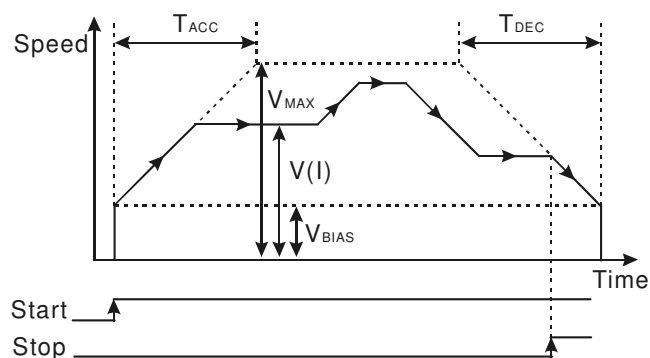 TACC
TDEC
Speed
VMAX
V(I)
VBIAS
Time
Start
Stop